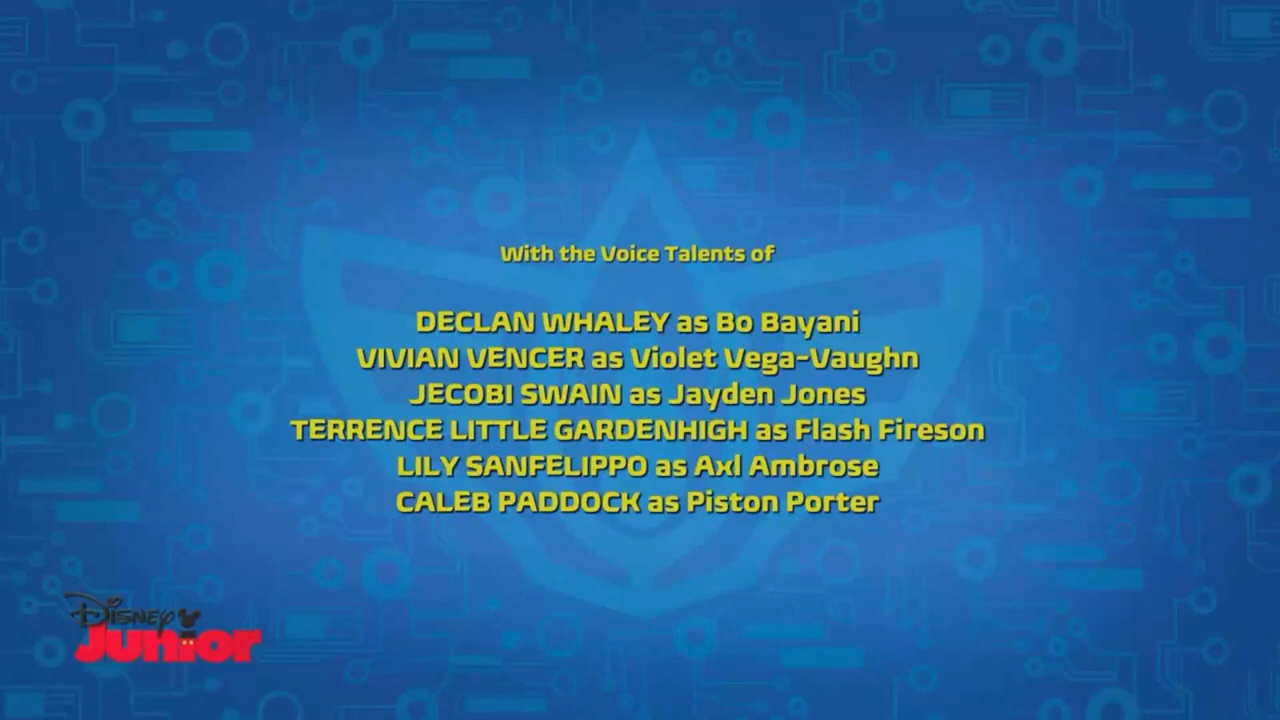 With the Voice Talents of
DECLAN WHALEY as Bo Bayani
VIVIAN VENCER as Violet Vega-Vaughn
JECOBI SWAIN as Jayden Jones
TERRENCE LITTLE GARDENHIGH as Flash Fireson
LILY SANFELIPPO as Axl Ambrose
CALEB PADDOCK as Piston Porter
Disney
Junior